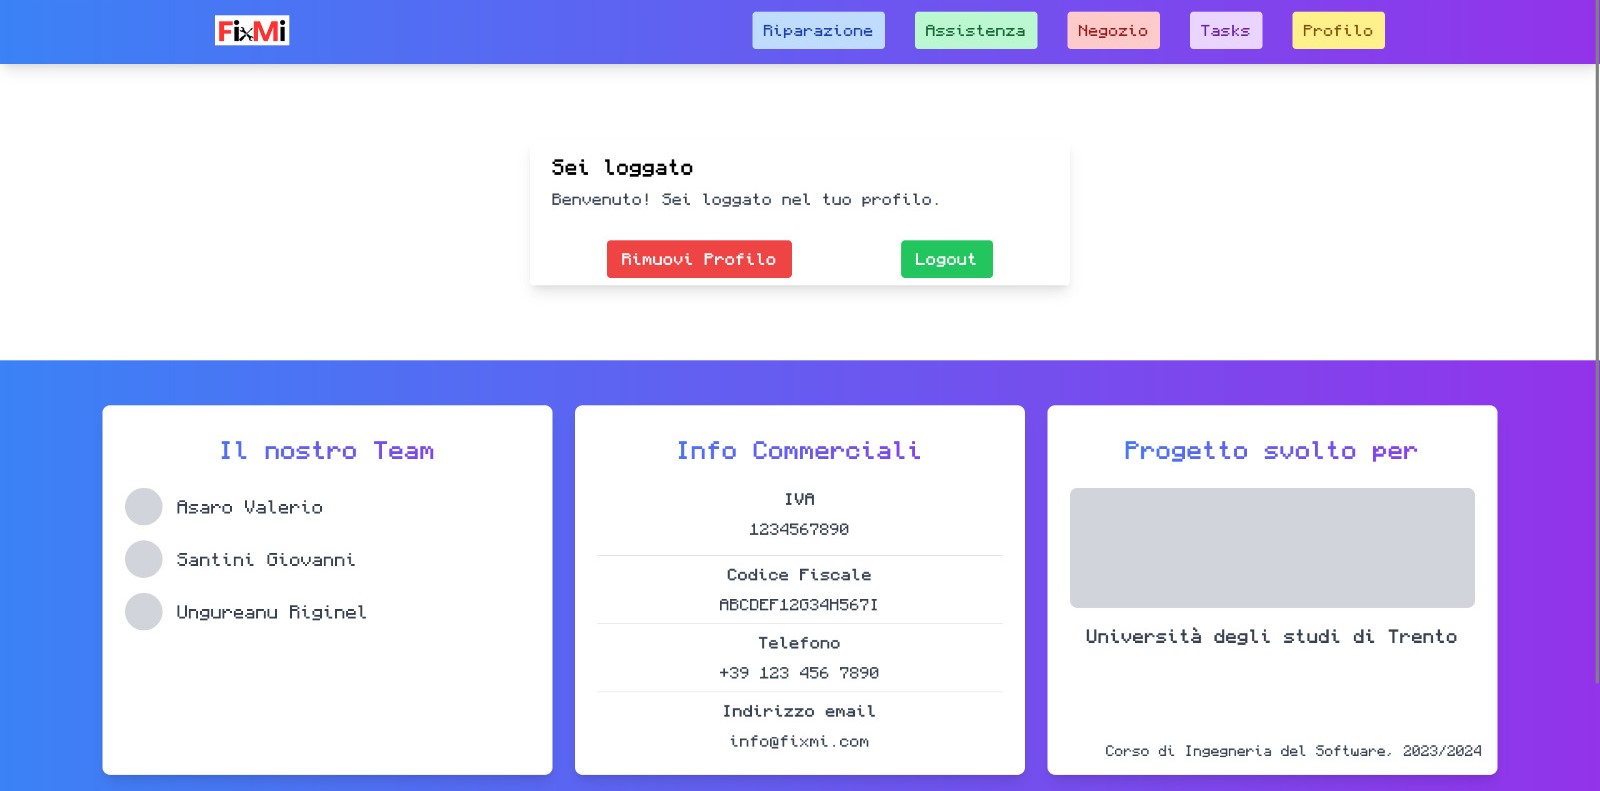 FixMi
Riparazione
Assistenza
Negozio
Tasks
Profilo
Sei loggato
Benvenuto! Sei loggato nel tuo profilo.
Rimuovi Profilo
Logout
Il nostro Team
Asaro Valerio
Santini Giovanni
Ungureanu Riginel
Info Commerciali
IVA
1234567890
Codice Fiscale
ABCDEF12G34H567I
Telefono
+39 123 456 7890
Indirizzo email
info@fixmi.com
Progetto svolto per
Università degli studi di Trento
Corso di Ingegneria del Software, 2023/2024